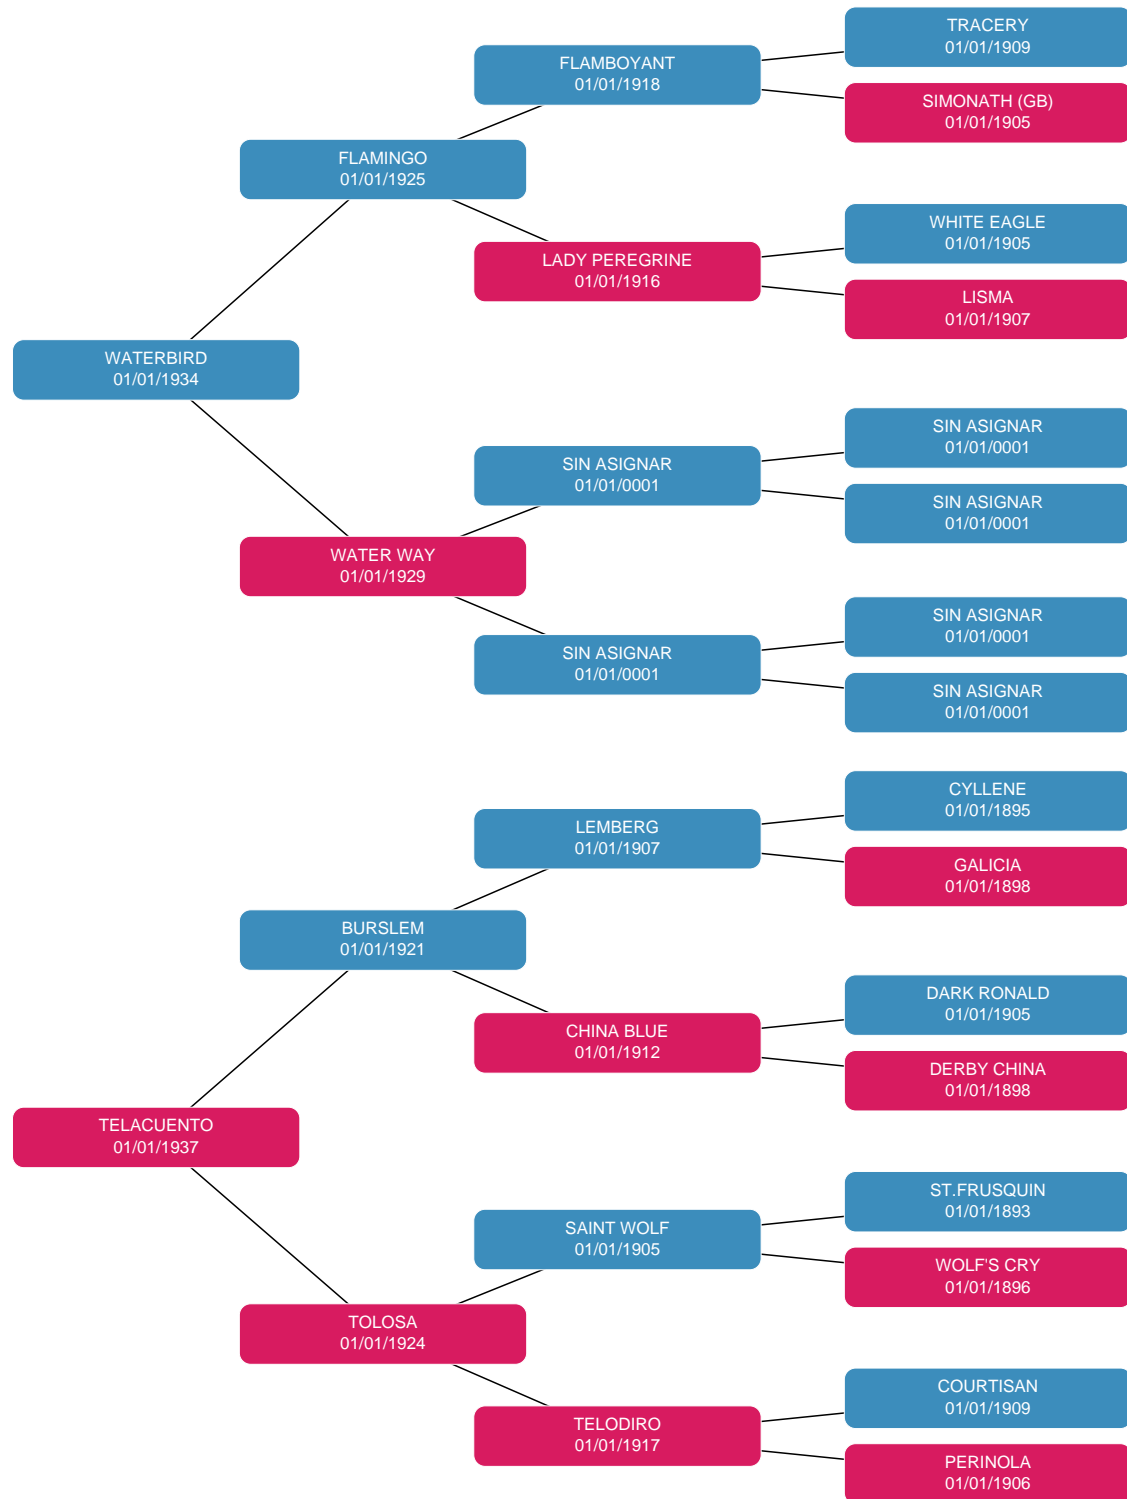 TRACERY
01/01/1909
FLAMBOYANT
01/01/1918
SIMONATH (GB)
01/01/1905
FLAMINGO
01/01/1925
WHITE EAGLE
01/01/1905
LADY PEREGRINE
01/01/1916
LISMA
01/01/1907
WATERBIRD
01/01/1934
SIN ASIGNAR
01/01/0001
SIN ASIGNAR
01/01/0001
SIN ASIGNAR
01/01/0001
WATER WAY
01/01/1929
SIN ASIGNAR
01/01/0001
SIN ASIGNAR
01/01/0001
SIN ASIGNAR
01/01/0001
CYLLENE
01/01/1895
LEMBERG
01/01/1907
GALICIA
01/01/1898
BURSLEM
01/01/1921
DARK RONALD
01/01/1905
CHINA BLUE
01/01/1912
DERBY CHINA
01/01/1898
TELACUENTO
01/01/1937
ST.FRUSQUIN
01/01/1893
SAINT WOLF
01/01/1905
WOLF'S CRY
01/01/1896
TOLOSA
01/01/1924
COURTISAN
01/01/1909
TELODIRO
01/01/1917
PERINOLA
01/01/1906